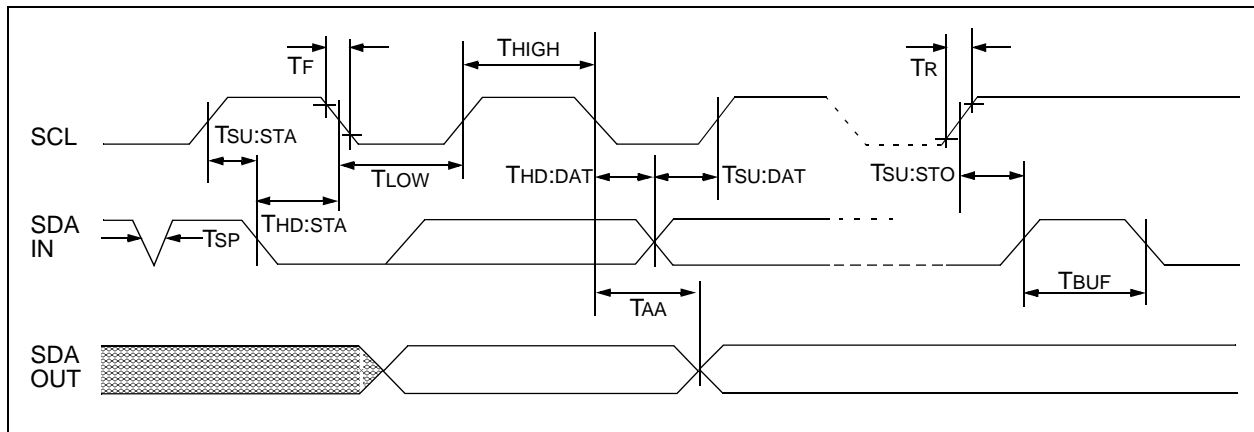 TF
THIGH
TR
SCL
TSU:STA
TLOW
THD:DAT
TSU:DAT
TSU:STO
SDA
IN
TSP
THD:STA
TBUF
TAA
SDA
OUT